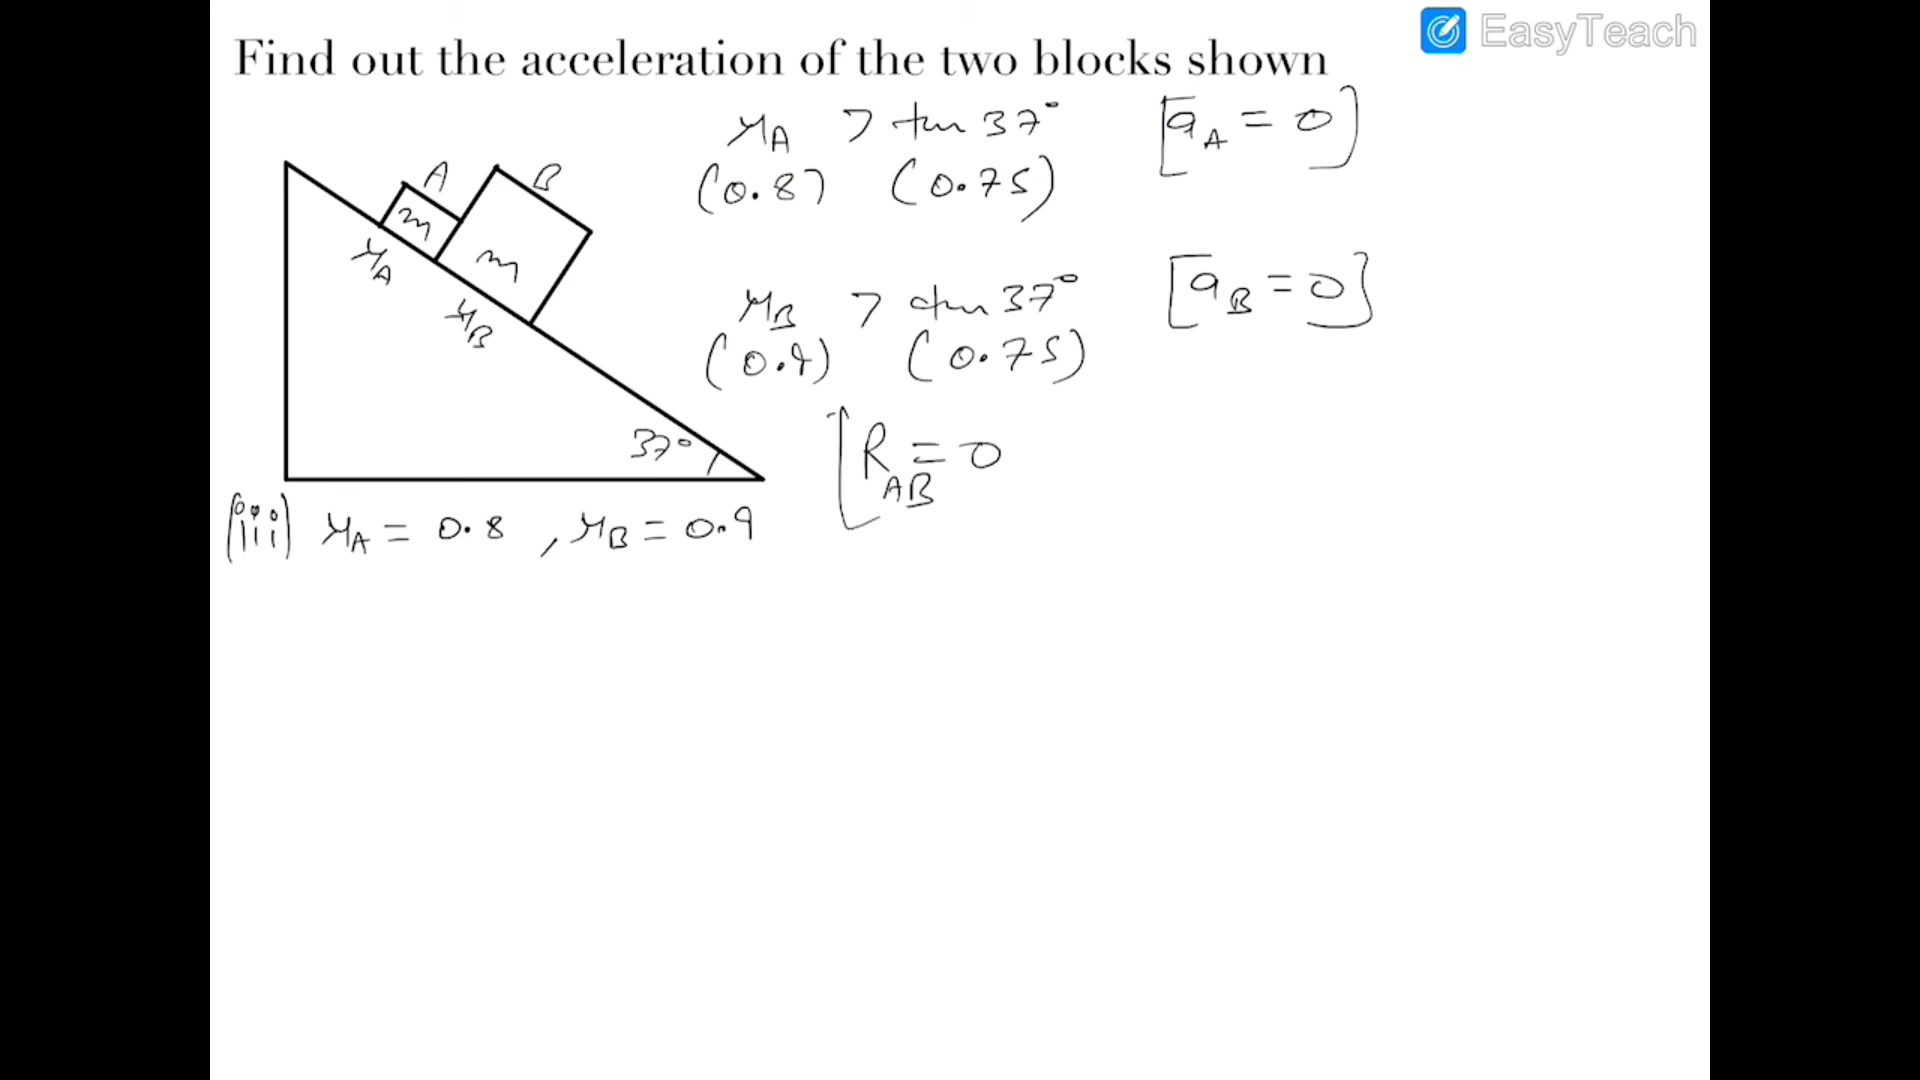 EasyTeach
Find out the acceleration of the two blocks shown
μA > tan 37° [aA = 0]
(0.8) (0.75)
A B
m m
μA
μB
μB > tan 37° [aB = 0]
(0.9) (0.75)
37°
[RAB = 0
(iii) μA = 0.8 , μB = 0.9